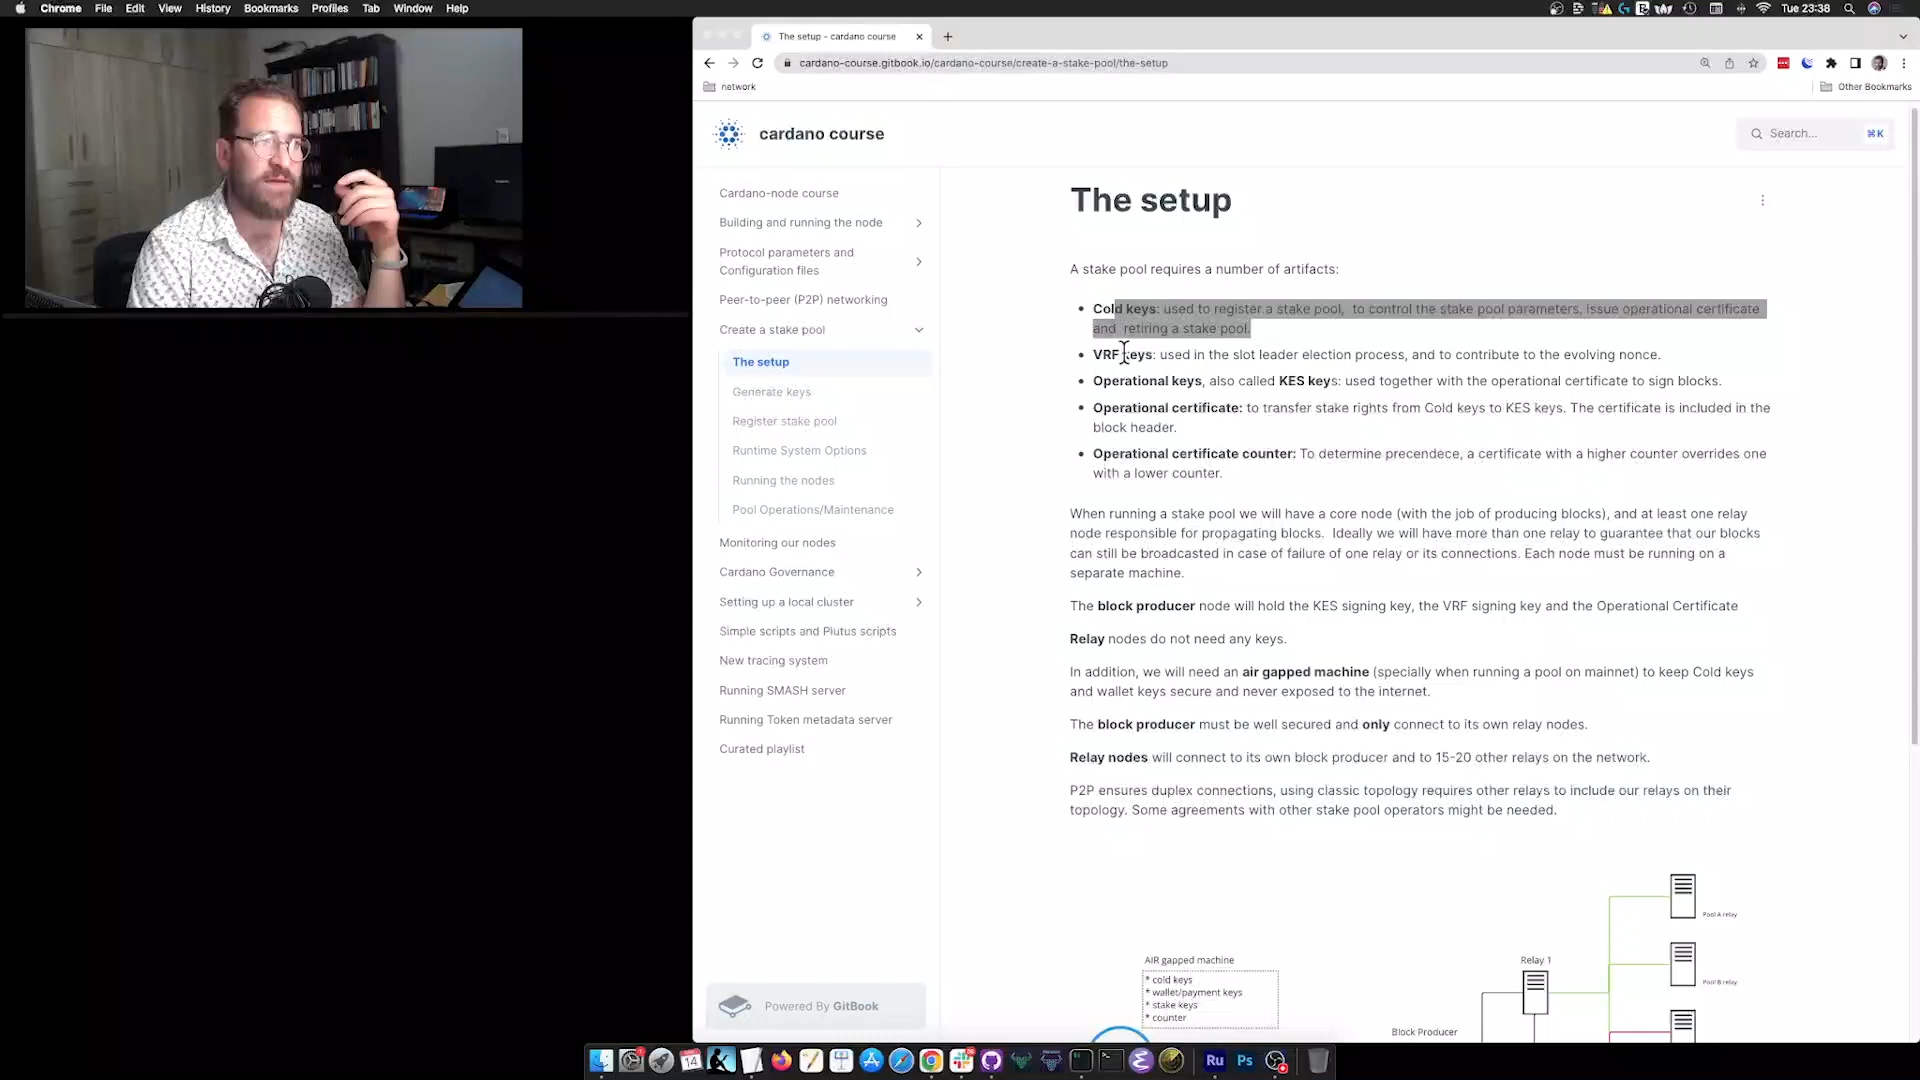 Chrome File Edit View History Bookmarks Profiles Tab Window Help
Tue 23:38
The setup - cardano course
cardano-course.gitbook.io/cardano-course/create-a-stake-pool/the-setup
network
Other Bookmarks
cardano course
Search...
⌘K
Cardano-node course
Building and running the node
Protocol parameters and
Configuration files
Peer-to-peer (P2P) networking
Create a stake pool
The setup
Generate keys
Register stake pool
Runtime System Options
Running the nodes
Pool Operations/Maintenance
Monitoring our nodes
Cardano Governance
Setting up a local cluster
Simple scripts and Plutus scripts
New tracing system
Running SMASH server
Running Token metadata server
Curated playlist
Powered By GitBook
The setup
A stake pool requires a number of artifacts:
• Cold keys: used to register a stake pool, to control the stake pool parameters, issue operational certificate
and retiring a stake pool.
• VRF keys: used in the slot leader election process, and to contribute to the evolving nonce.
• Operational keys, also called KES keys: used together with the operational certificate to sign blocks.
• Operational certificate: to transfer stake rights from Cold keys to KES keys. The certificate is included in the
block header.
• Operational certificate counter: To determine precendece, a certificate with a higher counter overrides one
with a lower counter.
When running a stake pool we will have a core node (with the job of producing blocks), and at least one relay
node responsible for propagating blocks. Ideally we will have more than one relay to guarantee that our blocks
can still be broadcasted in case of failure of one relay or its connections. Each node must be running on a
separate machine.
The block producer node will hold the KES signing key, the VRF signing key and the Operational Certificate
Relay nodes do not need any keys.
In addition, we will need an air gapped machine (specially when running a pool on mainnet) to keep Cold keys
and wallet keys secure and never exposed to the internet.
The block producer must be well secured and only connect to its own relay nodes.
Relay nodes will connect to its own block producer and to 15-20 other relays on the network.
P2P ensures duplex connections, using classic topology requires other relays to include our relays on their
topology. Some agreements with other stake pool operators might be needed.
Pool A relay
AIR gapped machine
* cold keys
* wallet/payment keys
* stake keys
* counter
Relay 1
Pool B relay
Block Producer
14
Ru
Ps